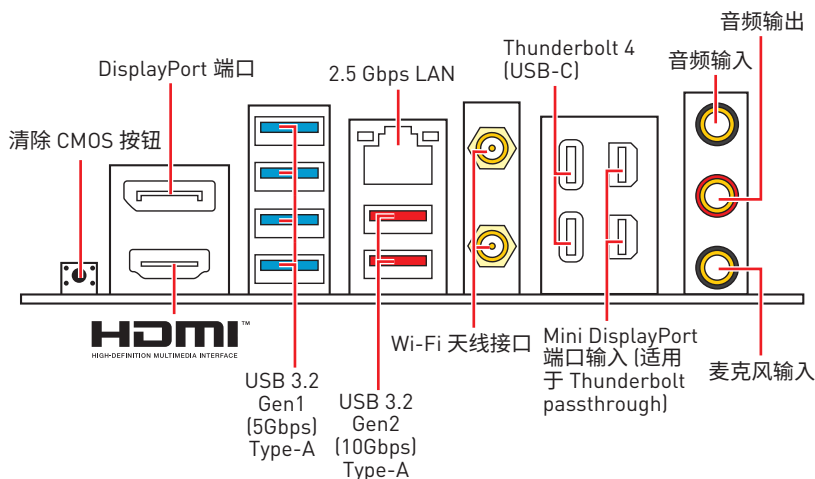 音频输出
Thunderbolt 4
(USB-C)
音频输入
DisplayPort 端口
2.5 Gbps LAN
清除 CMOS 按钮
HDMI™
HIGH-DEFINITION MULTIMEDIA INTERFACE
Wi-Fi 天线接口
Mini DisplayPort
端口输入 (适用
于 Thunderbolt
passthrough)
麦克风输入
USB 3.2
Gen1
(5Gbps)
Type-A
USB 3.2
Gen2
(10Gbps)
Type-A